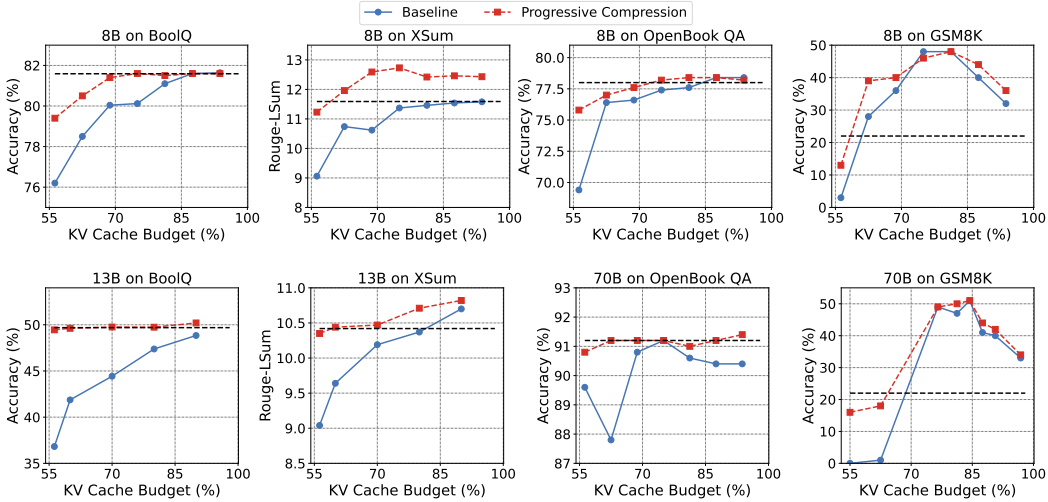 Baseline Progressive Compression
8B on BoolQ
Accuracy (%)
82
80
78
76
55 70 85 100
KV Cache Budget (%)
8B on XSum
Rouge-LSum
13
12
11
10
9
8
55 70 85 100
KV Cache Budget (%)
8B on OpenBook QA
Accuracy (%)
80.0
77.5
75.0
72.5
70.0
55 70 85 100
KV Cache Budget (%)
8B on GSM8K
Accuracy (%)
50
40
30
20
10
0
55 70 85 100
KV Cache Budget (%)
13B on BoolQ
Accuracy (%)
50
45
40
35
55 70 85 100
KV Cache Budget (%)
13B on XSum
Rouge-LSum
11.0
10.5
10.0
9.5
9.0
8.5
55 70 85 100
KV Cache Budget (%)
70B on OpenBook QA
Accuracy (%)
93
92
91
90
89
88
87
55 70 85 100
KV Cache Budget (%)
70B on GSM8K
Accuracy (%)
50
40
30
20
10
0
55 70 85 100
KV Cache Budget (%)